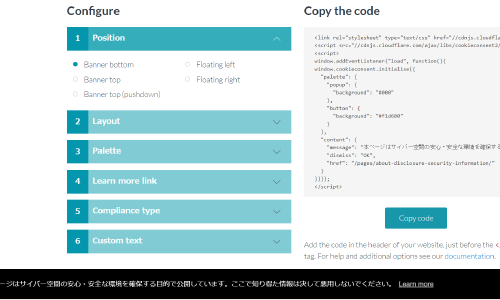 Configure
1 Position
Banner bottom
Floating left
Banner top
Floating right
Banner top (pushdown)
2 Layout
3 Palette
4 Learn more link
5 Compliance type
6 Custom text
Copy the code
<link rel="stylesheet" type="text/css" href="//cdnjs.cloudfla
<script src="//cdnjs.cloudflare.com/ajax/libs/cookieconsent2/
<script>
window.addEventListener("load", function(){
window.cookieconsent.initialise({
"palette": {
"popup": {
"background": "#000"
},
"button": {
"background": "#f1d600"
}
},
"content": {
"message": "本ページはサイバー空間の安心・安全な環境を確保する
"dismiss": "OK",
"href": "/pages/about-disclosure-security-information/"
}
})});
</script>
Copy code
Add the code in the header of your website, just before the <
tag. For help and additional options see our documentation.
ージはサイバー空間の安心・安全な環境を確保する目的で公開しています。ここで知り得た情報は決して悪用しないでください。 Learn more